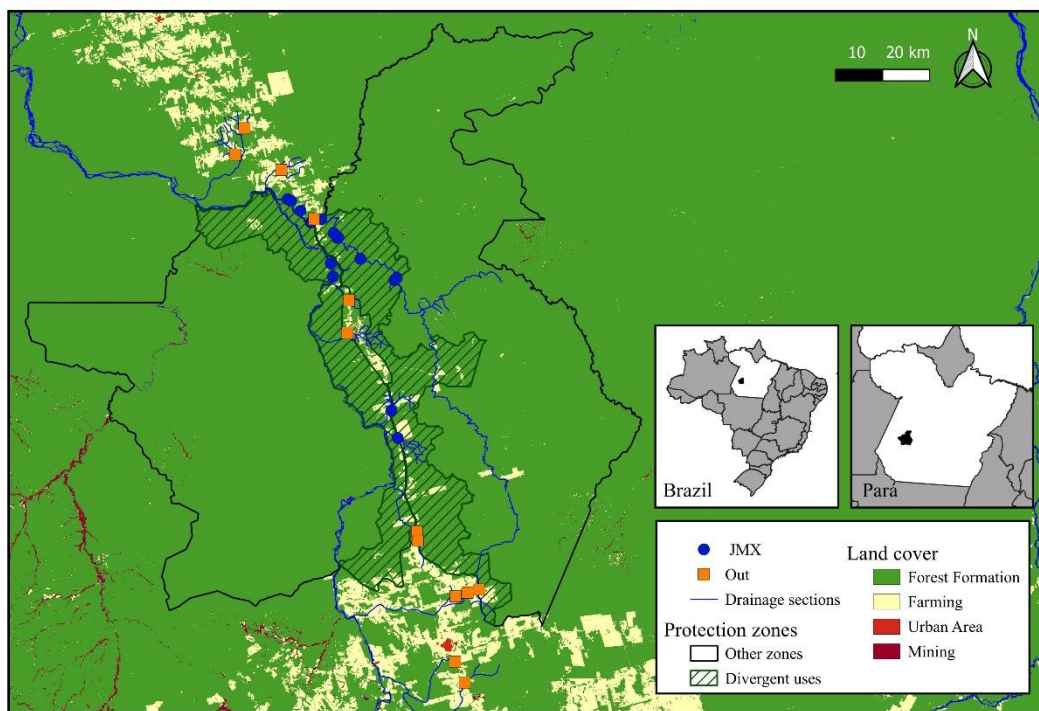 N
10 20 km
Brazil
Pará
JMX
Out
Drainage sections
Protection zones
Other zones
Divergent uses
Land cover
Forest Formation
Farming
Urban Area
Mining